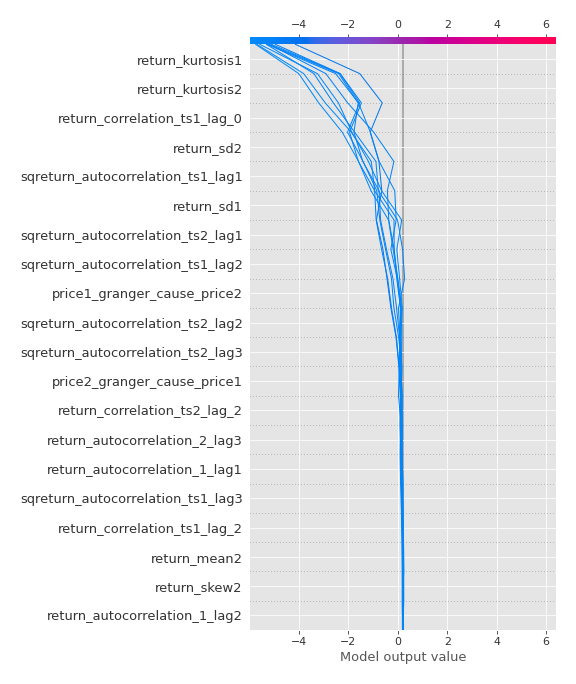 −4 −2 0 2 4 6
return_kurtosis1
return_kurtosis2
return_correlation_ts1_lag_0
return_sd2
sqreturn_autocorrelation_ts1_lag1
return_sd1
sqreturn_autocorrelation_ts2_lag1
sqreturn_autocorrelation_ts1_lag2
price1_granger_cause_price2
sqreturn_autocorrelation_ts2_lag2
sqreturn_autocorrelation_ts2_lag3
price2_granger_cause_price1
return_correlation_ts2_lag_2
return_autocorrelation_2_lag3
return_autocorrelation_1_lag1
sqreturn_autocorrelation_ts1_lag3
return_correlation_ts1_lag_2
return_mean2
return_skew2
return_autocorrelation_1_lag2
−4 −2 0 2 4 6
Model output value